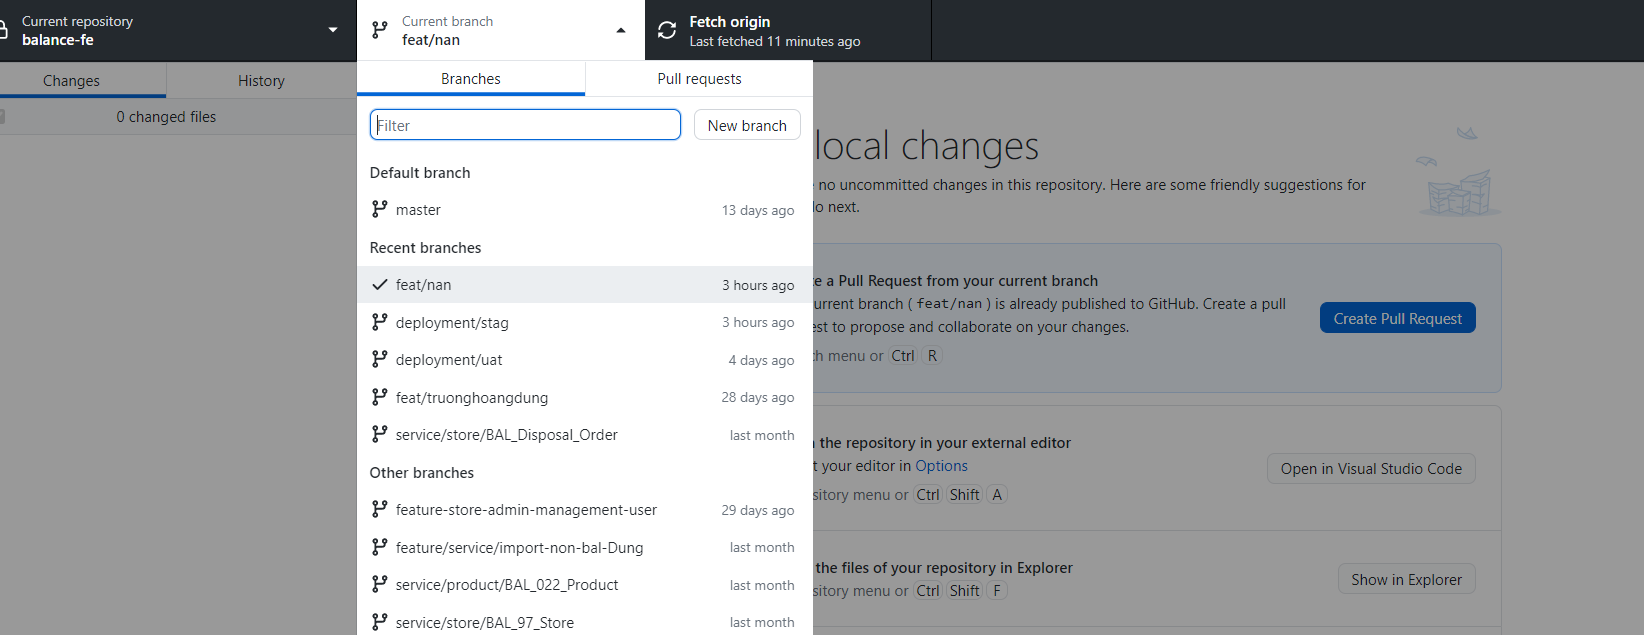 Current repository
balance-fe
Current branch
feat/nan
Fetch origin
Last fetched 11 minutes ago
Changes
History
0 changed files
Branches
Pull requests
Filter
New branch
Default branch
master
13 days ago
Recent branches
feat/nan
3 hours ago
deployment/stag
3 hours ago
deployment/uat
4 days ago
feat/truonghoangdung
28 days ago
service/store/BAL_Disposal_Order
last month
Other branches
feature-store-admin-management-user
29 days ago
feature/service/import-non-bal-Dung
last month
service/product/BAL_022_Product
last month
service/store/BAL_97_Store
last month
local changes
no uncommitted changes in this repository. Here are some friendly suggestions for
next.
a Pull Request from your current branch
branch ( feat/nan ) is already published to GitHub. Create a pull
to propose and collaborate on your changes.
menu or Ctrl R
Create Pull Request
the repository in your external editor
your editor in Options
menu or Ctrl Shift A
Open in Visual Studio Code
the files of your repository in Explorer
menu or Ctrl Shift F
Show in Explorer